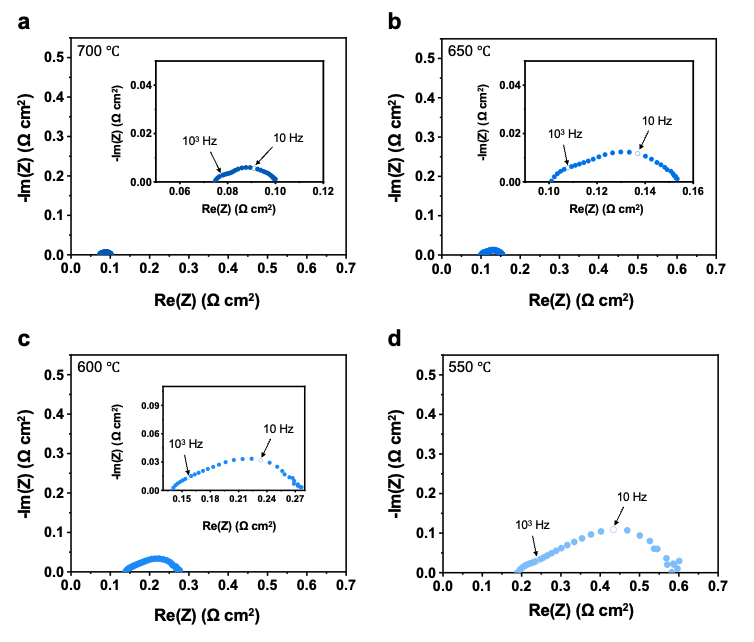 a
700 ℃
-Im(Z) (Ω cm²)
0.5
0.4
0.3
0.2
0.1
0.0
0.0 0.1 0.2 0.3 0.4 0.5 0.6 0.7
Re(Z) (Ω cm²)
-Im(Z) (Ω cm²)
0.04
0.02
0.00
10³ Hz
10 Hz
0.06 0.08 0.10 0.12
Re(Z) (Ω cm²)
b
650 ℃
-Im(Z) (Ω cm²)
0.5
0.4
0.3
0.2
0.1
0.0
0.0 0.1 0.2 0.3 0.4 0.5 0.6 0.7
Re(Z) (Ω cm²)
-Im(Z) (Ω cm²)
0.04
0.02
0.00
10³ Hz
10 Hz
0.10 0.12 0.14 0.16
Re(Z) (Ω cm²)
c
600 ℃
-Im(Z) (Ω cm²)
0.5
0.4
0.3
0.2
0.1
0.0
0.0 0.1 0.2 0.3 0.4 0.5 0.6 0.7
Re(Z) (Ω cm²)
-Im(Z) (Ω cm²)
0.09
0.06
0.03
0.00
10³ Hz
10 Hz
0.15 0.18 0.21 0.24 0.27
Re(Z) (Ω cm²)
d
550 ℃
-Im(Z) (Ω cm²)
0.5
0.4
0.3
0.2
0.1
0.0
10³ Hz
10 Hz
0.0 0.1 0.2 0.3 0.4 0.5 0.6 0.7
Re(Z) (Ω cm²)